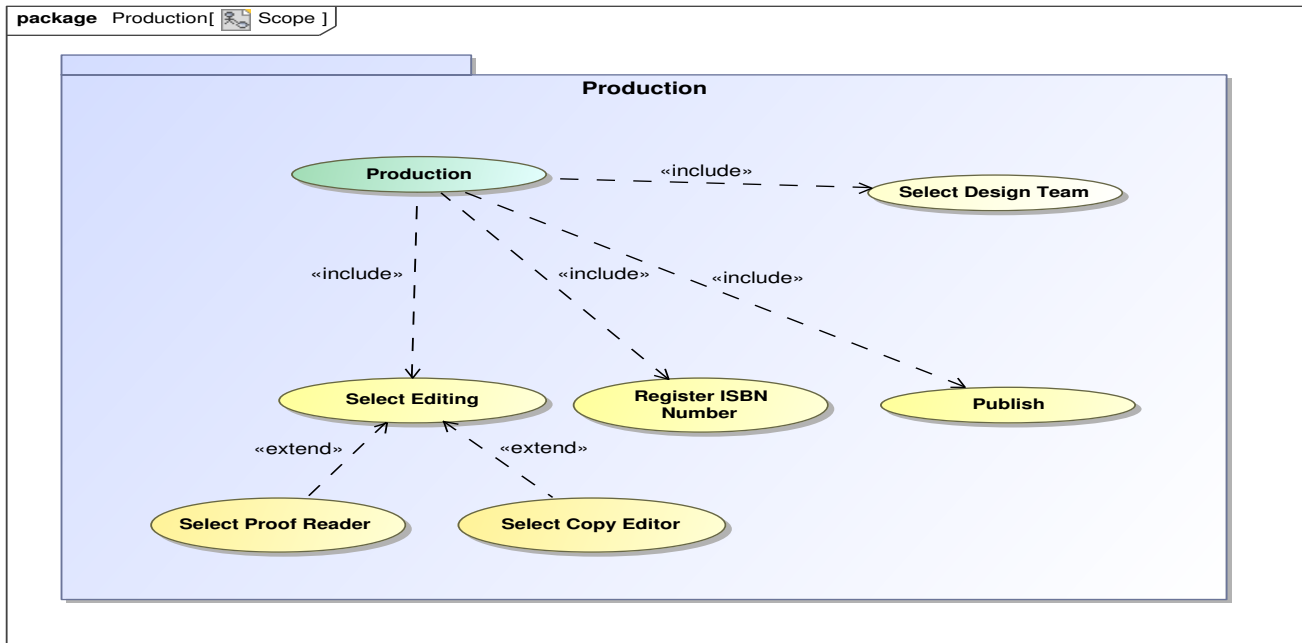 package Production[ Scope ]
Production
Production
«include»
Select Design Team
«include»
«include»
«include»
Select Editing
Register ISBN
Number
Publish
«extend»
«extend»
Select Proof Reader
Select Copy Editor